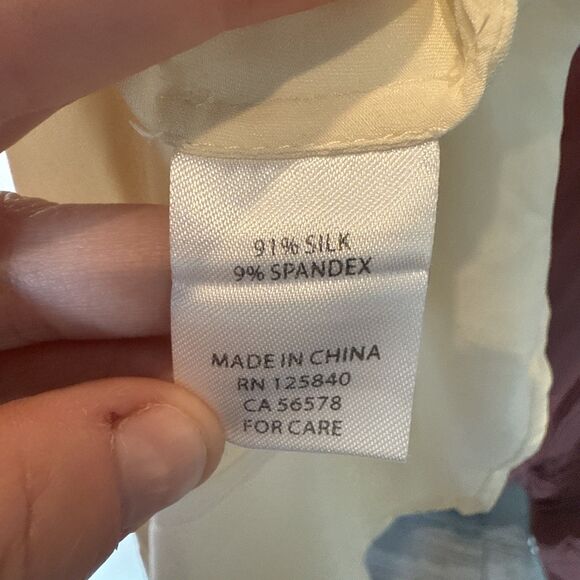 91% SILK
9% SPANDEX
MADE IN CHINA
RN 125840
CA 56578
FOR CARE